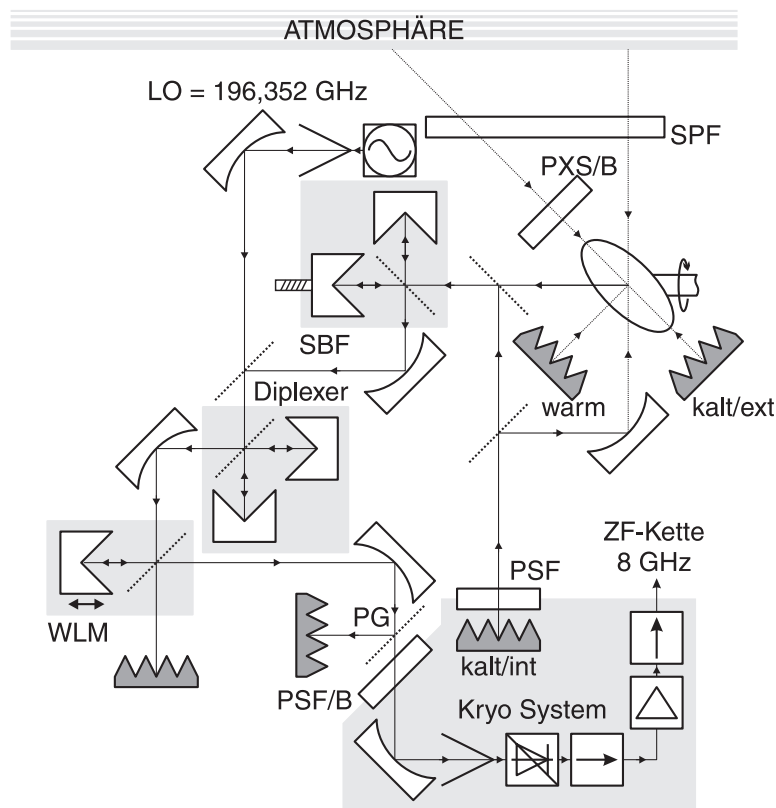 ATMOSPHÄRE
LO = 196,352 GHz
SPF
PXS/B
SBF
Diplexer
warm
kalt/ext
ZF-Kette
8 GHz
PSF
WLM
PG
kalt/int
PSF/B
Kryo System